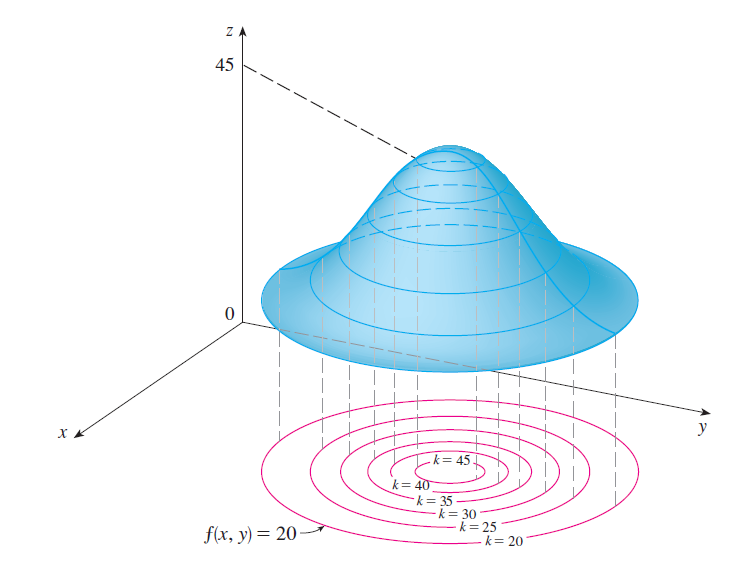 z
45
0
x
y
k = 45
k = 40
k = 35
k = 30
k = 25
k = 20
f(x, y) = 20